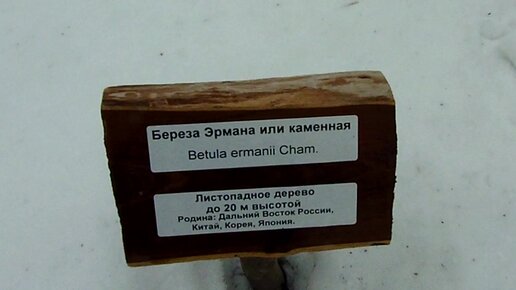 Береза Эрмана или каменная
Betula ermanii Cham.
Листопадное дерево
до 20 м высотой
Родина: Дальний Восток России,
Китай, Корея, Япония.